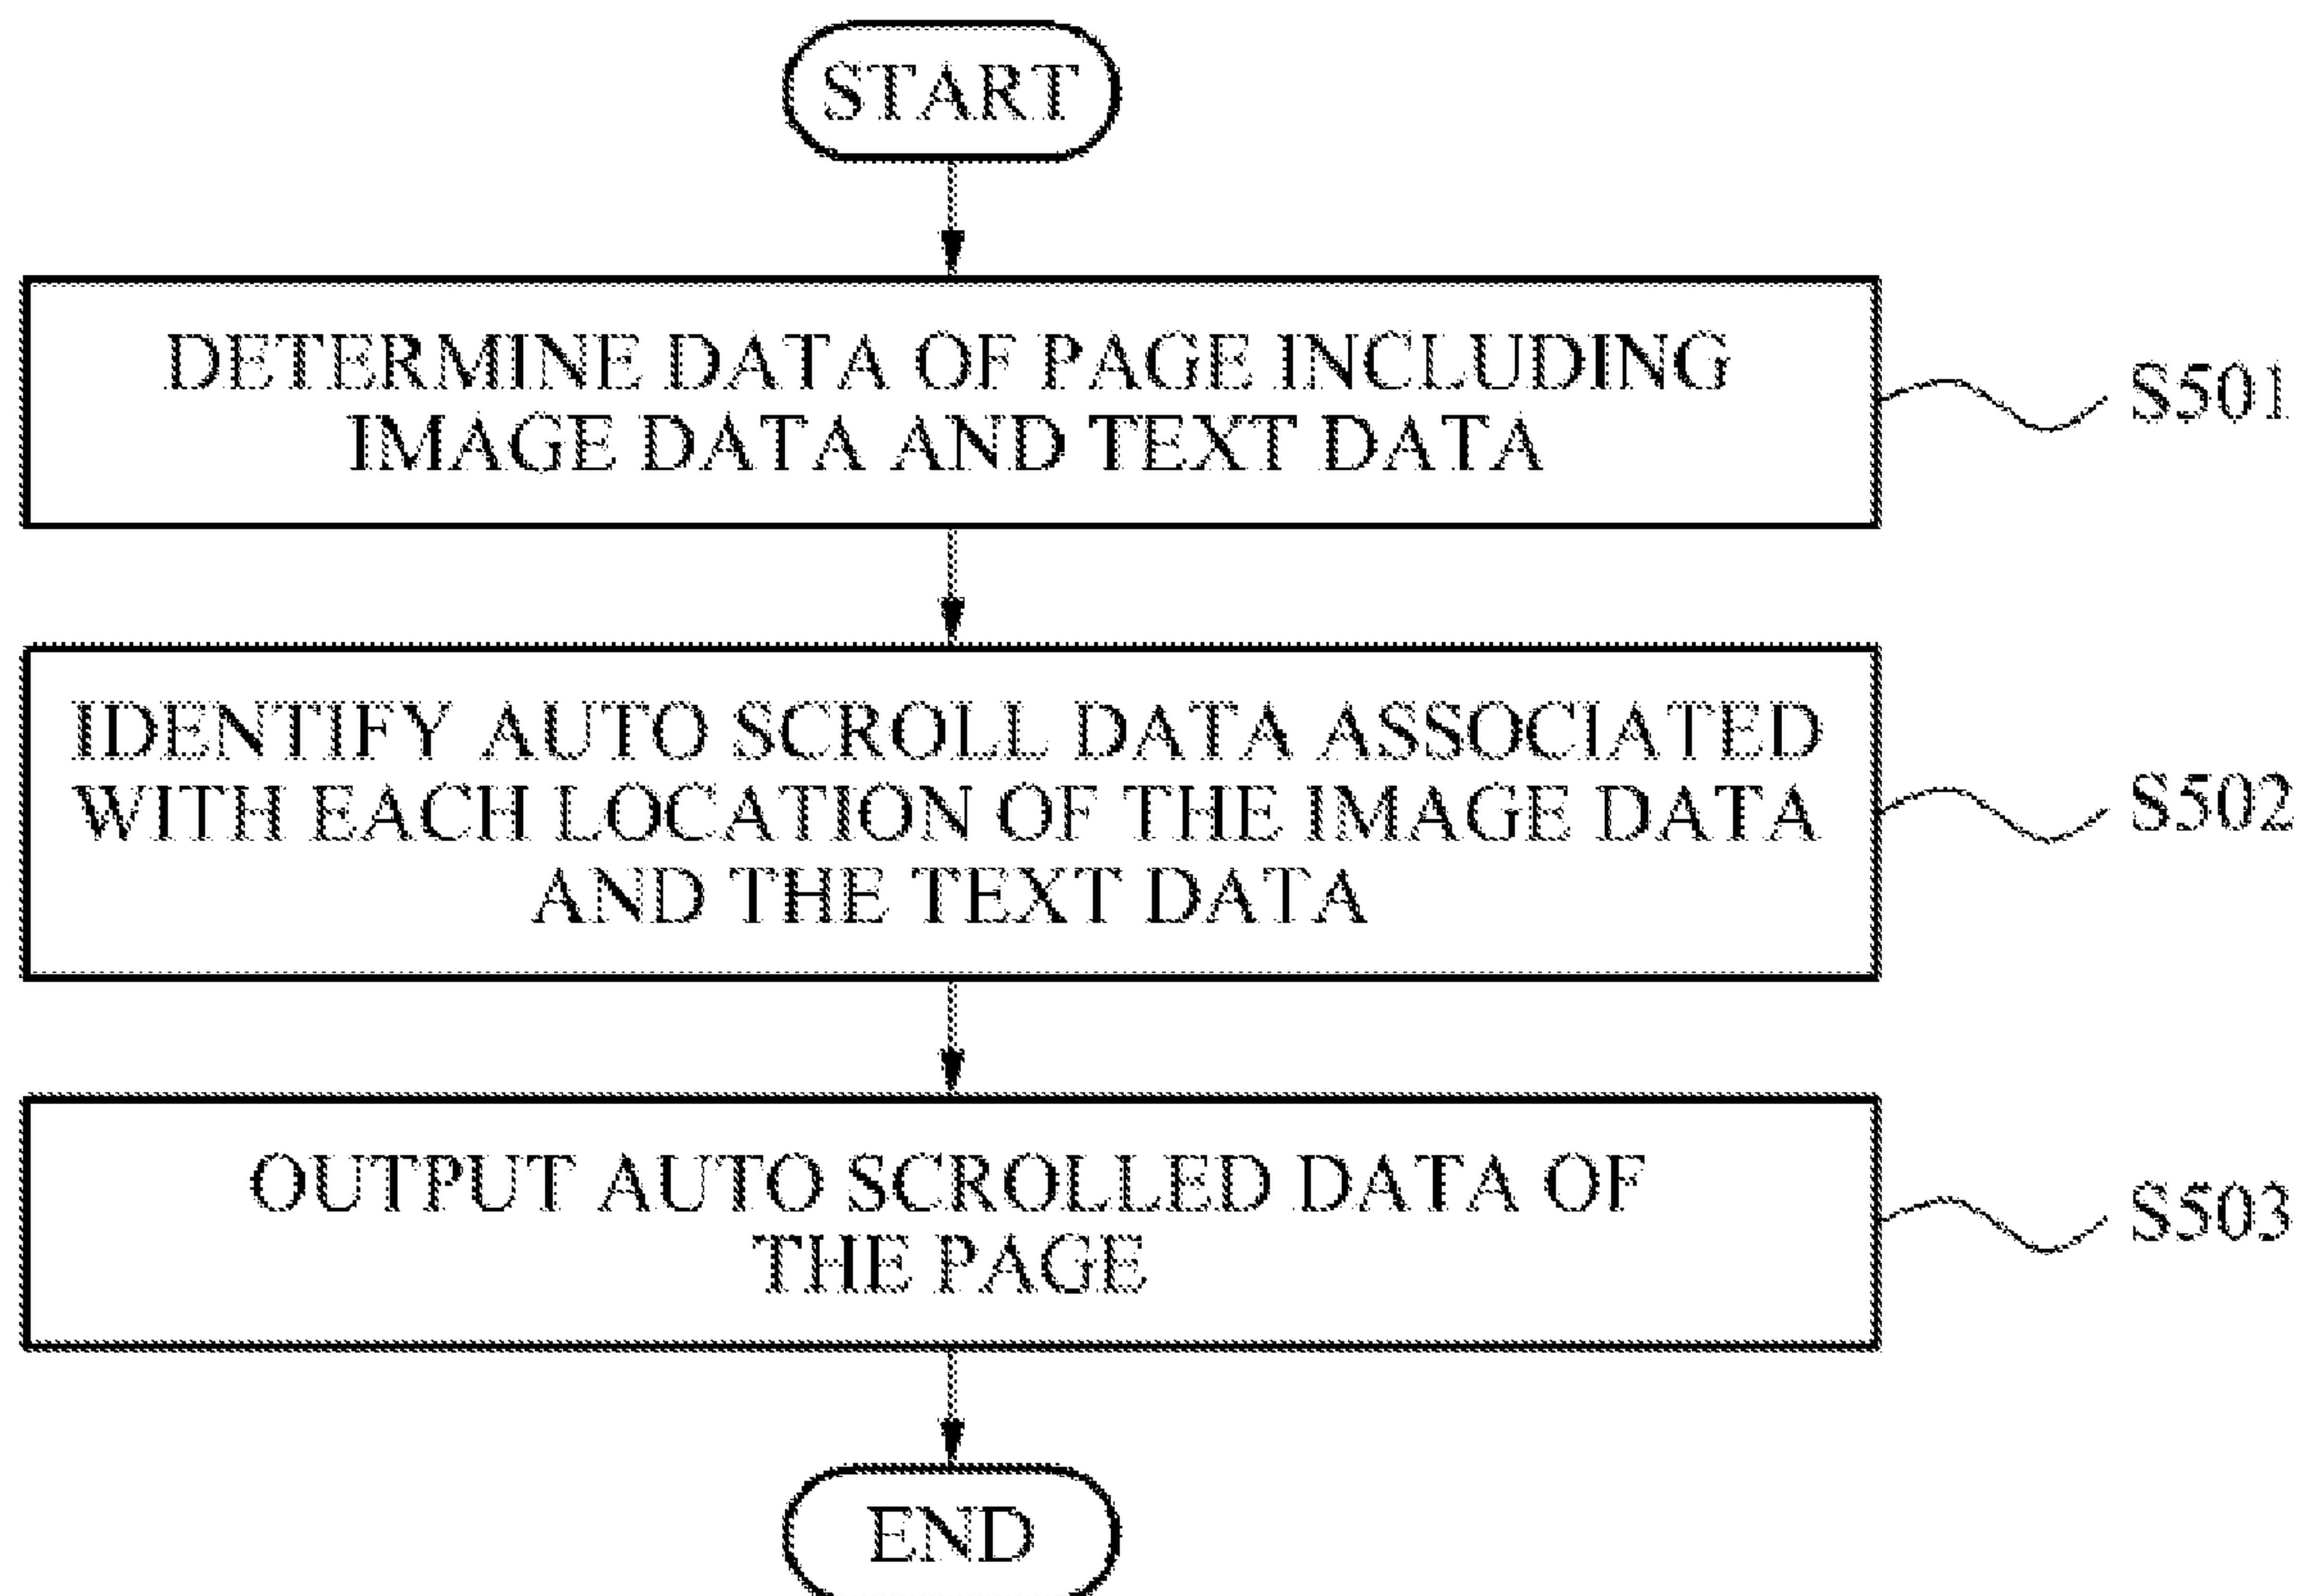 START
DETERMINE DATA OF PAGE INCLUDING
IMAGE DATA AND TEXT DATA
S501
IDENTIFY AUTO SCROLL DATA ASSOCIATED
WITH EACH LOCATION OF THE IMAGE DATA
AND THE TEXT DATA
S502
OUTPUT AUTO SCROLLED DATA OF
THE PAGE
S503
END